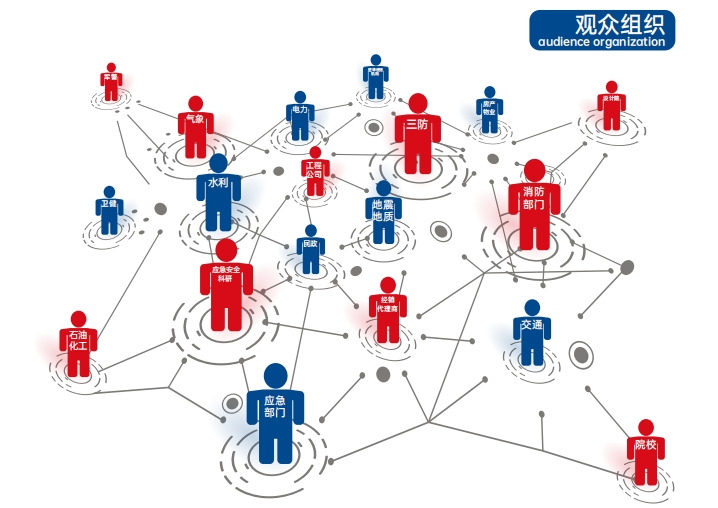 观众组织
audience organization
军警
气象
电力
三防
房产
物业
设计院
水利
工程
公司
消防
部门
卫健
地震
地质
民政
应急安全
科研
经销
代理商
石油
化工
交通
应急
部门
院校